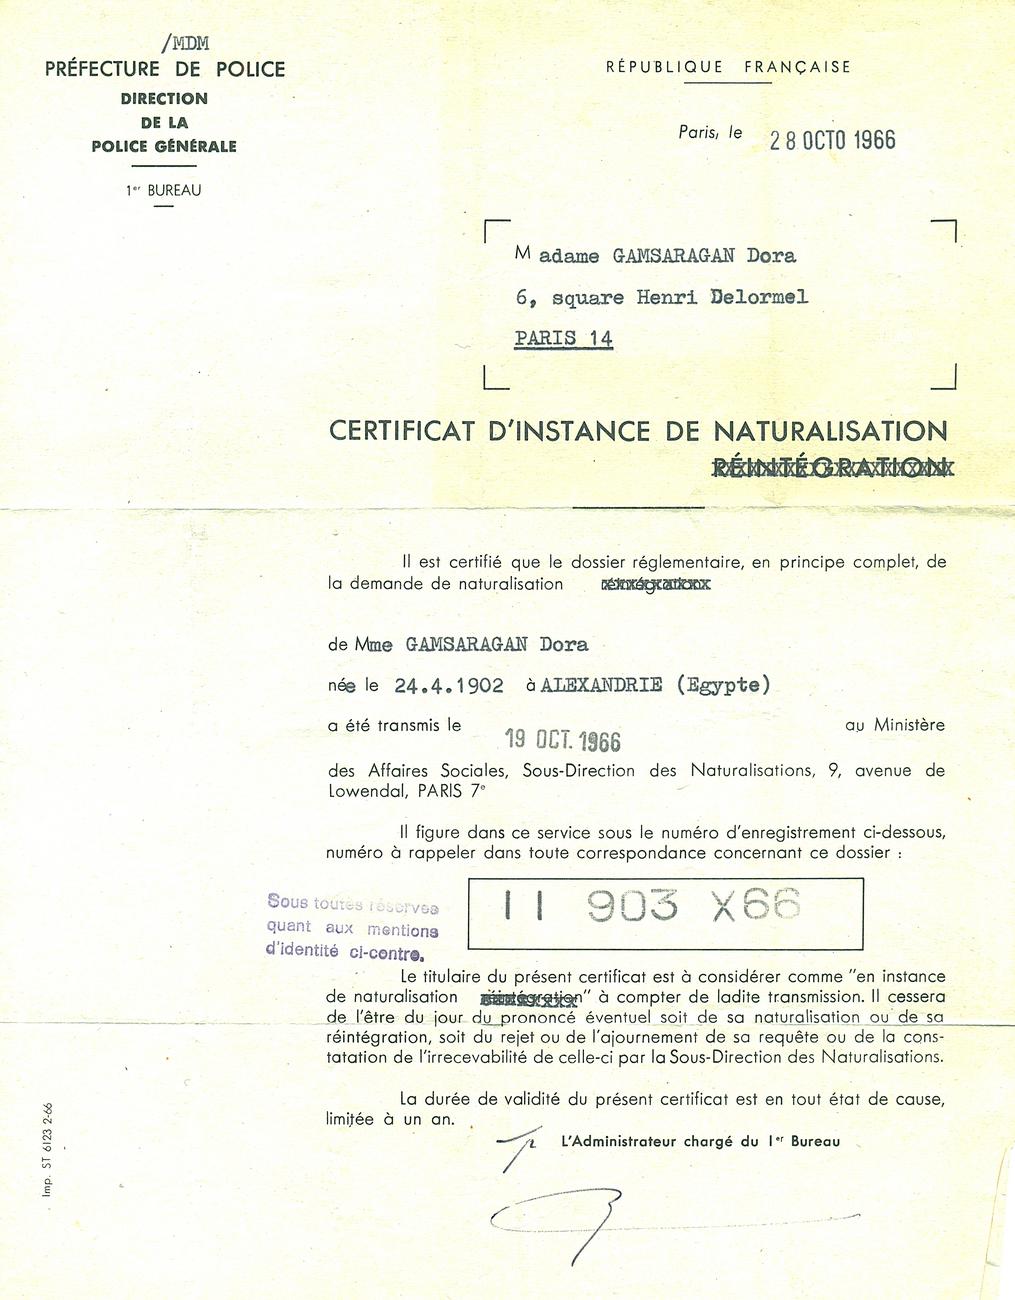 /MDM
PRÉFECTURE DE POLICE
DIRECTION
DE LA
POLICE GÉNÉRALE
1er BUREAU
RÉPUBLIQUE FRANÇAISE
Paris, le 28 OCTO 1966
Madame GAMSARAGAN Dora
6, square Henri Delormel
PARIS 14
CERTIFICAT D'INSTANCE DE NATURALISATION
RÉINTÉGRATION
Il est certifié que le dossier réglementaire, en principe complet, de
la demande de naturalisation réintégration
de Mme GAMSARAGAN Dora
née le 24.4.1902 à ALEXANDRIE (Egypte)
a été transmis le 19 OCT. 1966 au Ministère
des Affaires Sociales, Sous-Direction des Naturalisations, 9, avenue de
Lowendal, PARIS 7e
Il figure dans ce service sous le numéro d'enregistrement ci-dessous,
numéro à rappeler dans toute correspondance concernant ce dossier :
Sous toutes réserves
quant aux mentions
d'identité ci-contre.
11 903 X66
Le titulaire du présent certificat est à considérer comme "en instance
de naturalisation réintégration" à compter de ladite transmission. Il cessera
de l'être du jour du prononcé éventuel soit de sa naturalisation ou de sa
réintégration, soit du rejet ou de l'ajournement de sa requête ou de la cons-
tatation de l'irrecevabilité de celle-ci par la Sous-Direction des Naturalisations.
La durée de validité du présent certificat est en tout état de cause,
limitée à un an.
L'Administrateur chargé du 1er Bureau
Imp. ST 6123 2-66